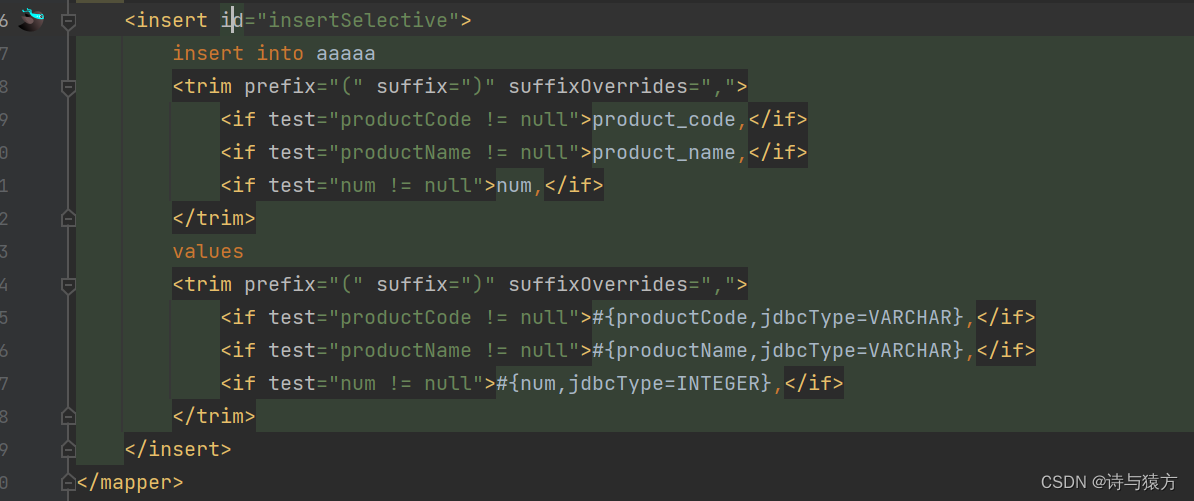 6 <insert id="insertSelective">
7 insert into aaaaa
8 <trim prefix="(" suffix=")" suffixOverrides=",">
9 <if test="productCode != null">product_code,</if>
0 <if test="productName != null">product_name,</if>
1 <if test="num != null">num,</if>
2 </trim>
3 values
4 <trim prefix="(" suffix=")" suffixOverrides=",">
5 <if test="productCode != null">#{productCode,jdbcType=VARCHAR},</if>
6 <if test="productName != null">#{productName,jdbcType=VARCHAR},</if>
7 <if test="num != null">#{num,jdbcType=INTEGER},</if>
8 </trim>
9 </insert>
0 </mapper>
CSDN @诗与猿方